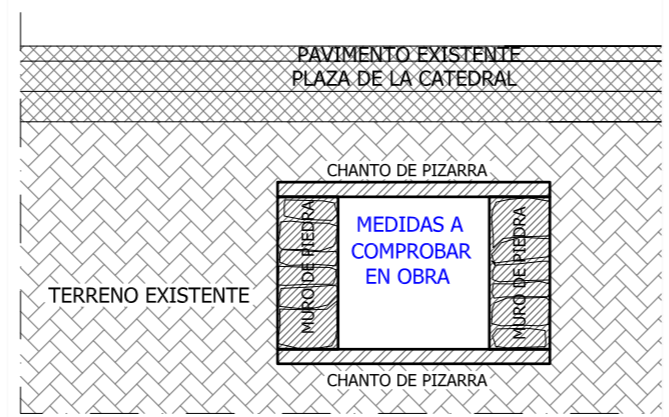 PAVIMENTO EXISTENTE
PLAZA DE LA CATEDRAL
CHANTO DE PIZARRA
MURO DE PIEDRA
MEDIDAS A
COMPROBAR
EN OBRA
MURO DE PIEDRA
TERRENO EXISTENTE
CHANTO DE PIZARRA